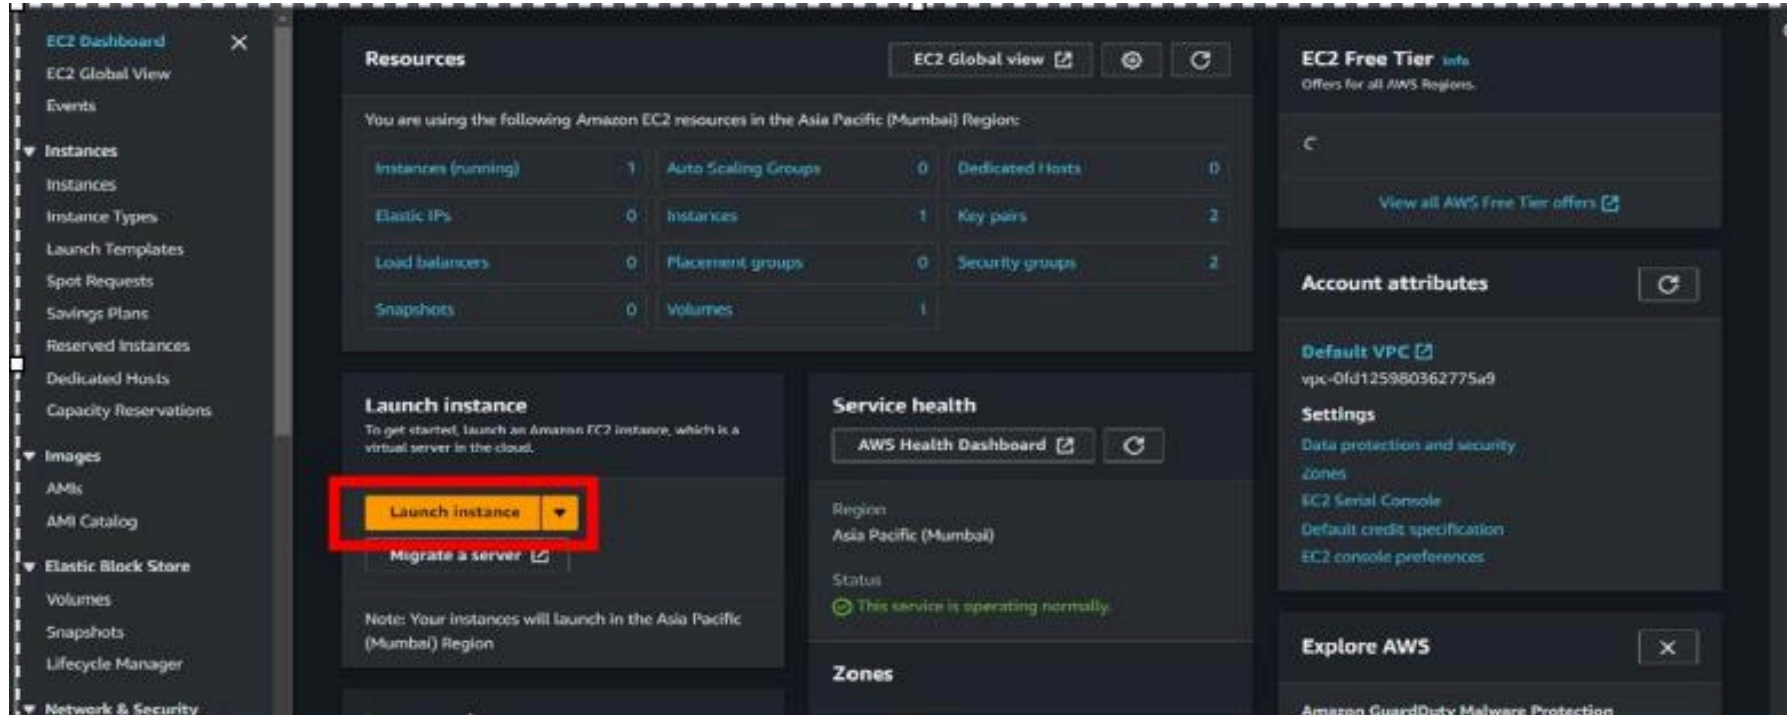 EC2 Dashboard
EC2 Global View
Events
Instances
Instances
Instance Types
Launch Templates
Spot Requests
Savings Plans
Reserved Instances
Dedicated Hosts
Capacity Reservations
Images
AMIs
AMI Catalog
Elastic Block Store
Volumes
Snapshots
Lifecycle Manager
Network & Security
Resources
EC2 Global view
You are using the following Amazon EC2 resources in the Asia Pacific (Mumbai) Region:
Instances (running) 1 Auto Scaling Groups 0 Dedicated Hosts 0
Elastic IPs 0 Instances 1 Key pairs 2
Load balancers 0 Placement groups 0 Security groups 2
Snapshots 0 Volumes 1
Launch instance
To get started, launch an Amazon EC2 instance, which is a
virtual server in the cloud.
Launch instance
Migrate a server
Note: Your instances will launch in the Asia Pacific
(Mumbai) Region
Service health
AWS Health Dashboard
Region
Asia Pacific (Mumbai)
Status
This service is operating normally.
Zones
EC2 Free Tier Info
Offers for all AWS Regions.
View all AWS Free Tier offers
Account attributes
Default VPC
vpc-0fd125980362775a9
Settings
Data protection and security
Zones
EC2 Serial Console
Default credit specification
EC2 console preferences
Explore AWS
Amazon GuardDuty Malware Protection